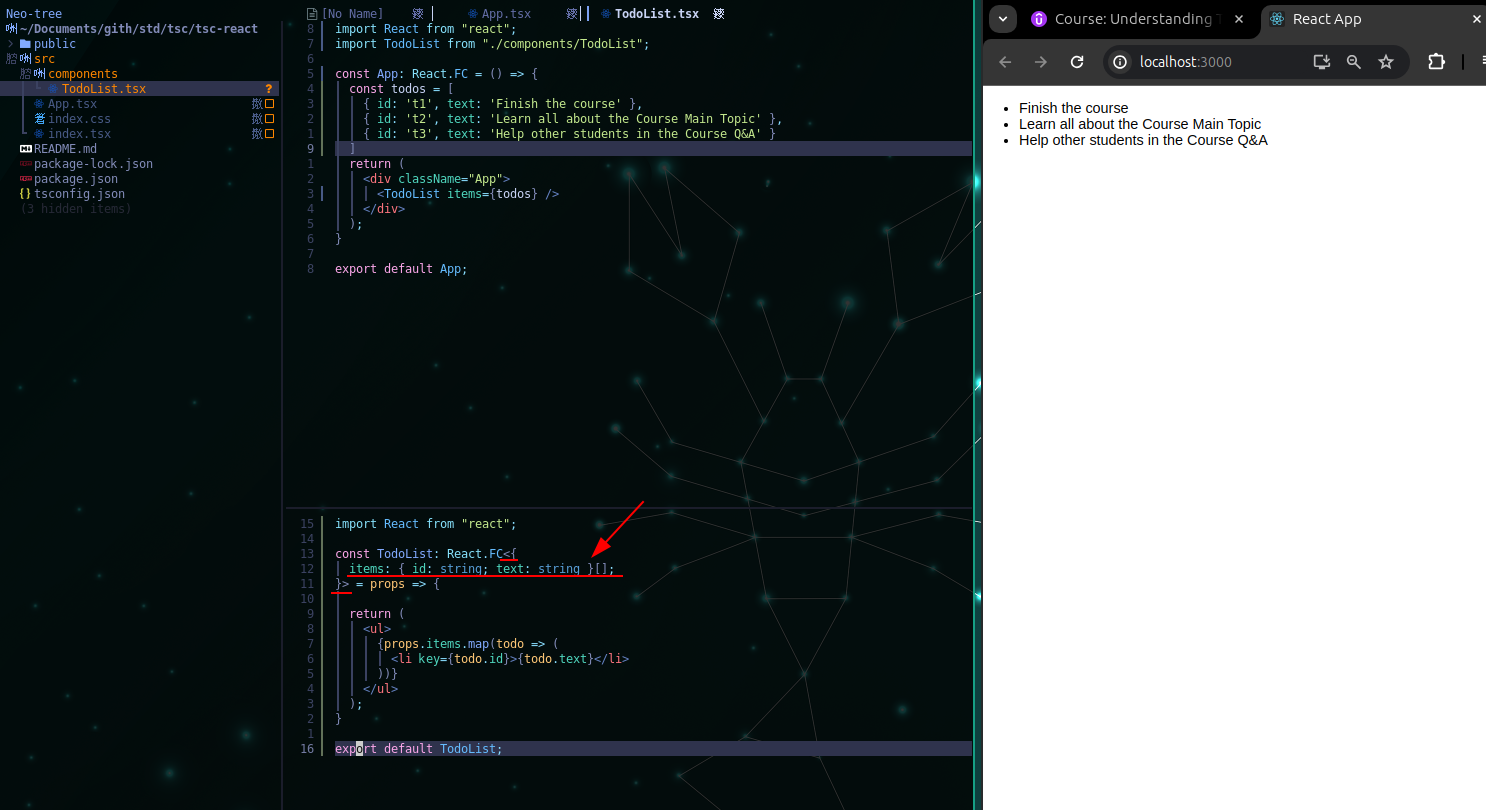 Neo-tree
~/Documents/gith/std/tsc/tsc-react
public
src
components
TodoList.tsx ?
App.tsx
index.css
index.tsx
README.md
package-lock.json
package.json
tsconfig.json
(3 hidden items)
[No Name] App.tsx TodoList.tsx
8 import React from "react";
7 import TodoList from "./components/TodoList";
6
5 const App: React.FC = () => {
4 const todos = [
3 { id: 't1', text: 'Finish the course' },
2 { id: 't2', text: 'Learn all about the Course Main Topic' },
1 { id: 't3', text: 'Help other students in the Course Q&A' }
9 ]
1 return (
2 <div className="App">
3 <TodoList items={todos} />
4 </div>
5 );
6 }
7
8 export default App;
15 import React from "react";
14
13 const TodoList: React.FC<{
12 items: { id: string; text: string }[];
11 }> = props => {
10
9 return (
8 <ul>
7 {props.items.map(todo => (
6 <li key={todo.id}>{todo.text}</li>
5 ))}
4 </ul>
3 );
2 }
1
16 export default TodoList;
Course: Understanding
React App
localhost:3000
Finish the course
Learn all about the Course Main Topic
Help other students in the Course Q&A